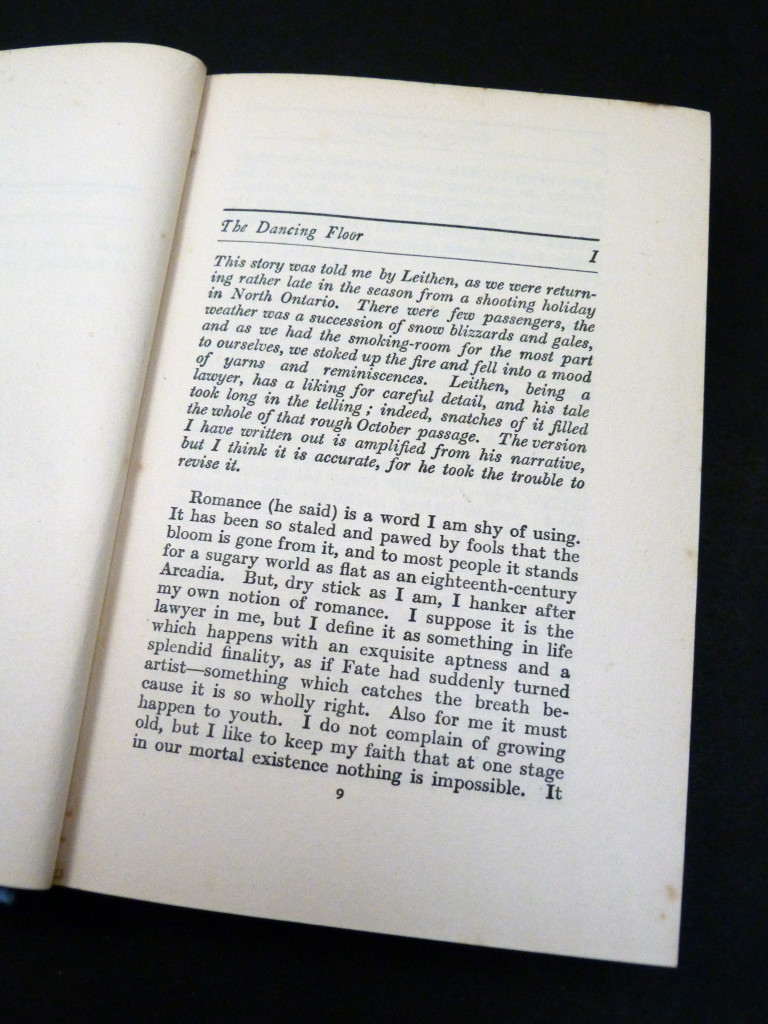 The Dancing Floor I
This story was told me by Leithen, as we were return-
ing rather late in the season from a shooting holiday
in North Ontario. There were few passengers, the
weather was a succession of snow blizzards and gales,
and as we had the smoking-room for the most part
to ourselves, we stoked up the fire and fell into a mood
of yarns and reminiscences. Leithen, being a
lawyer, has a liking for careful detail, and his tale
took long in the telling ; indeed, snatches of it filled
the whole of that rough October passage. The version
I have written out is amplified from his narrative,
but I think it is accurate, for he took the trouble to
revise it.
Romance (he said) is a word I am shy of using.
It has been so staled and pawed by fools that the
bloom is gone from it, and to most people it stands
for a sugary world as flat as an eighteenth-century
Arcadia. But, dry stick as I am, I hanker after
my own notion of romance. I suppose it is the
lawyer in me, but I define it as something in life
which happens with an exquisite aptness and a
splendid finality, as if Fate had suddenly turned
artist—something which catches the breath be-
cause it is so wholly right. Also for me it must
happen to youth. I do not complain of growing
old, but I like to keep my faith that at one stage
in our mortal existence nothing is impossible. It
9